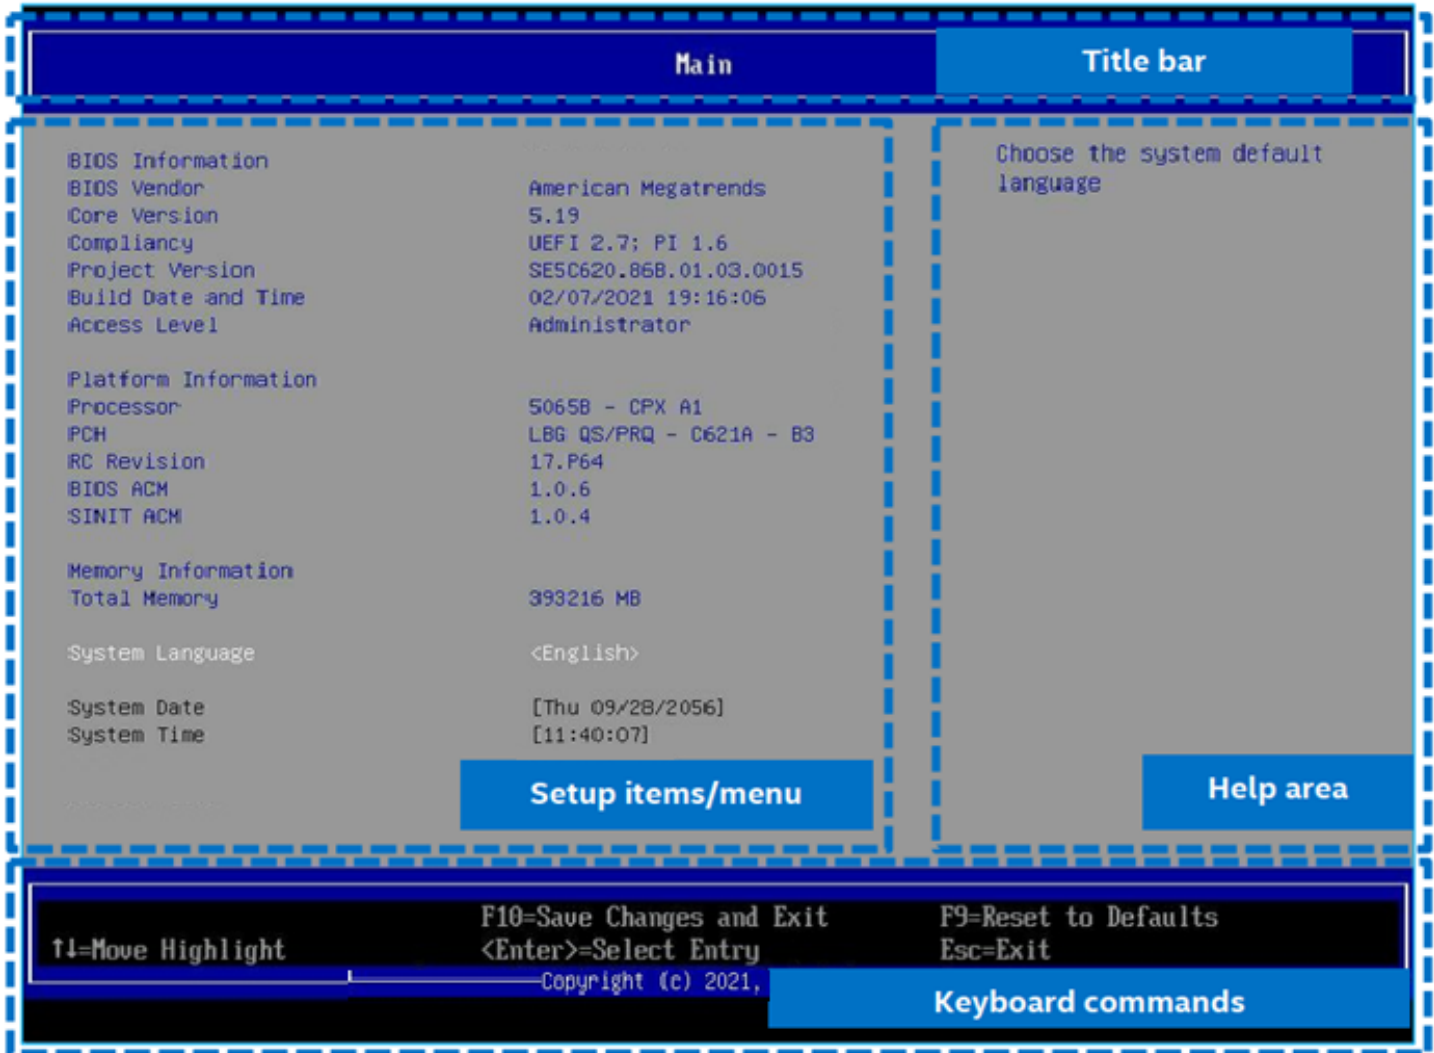 Main
Title bar
BIOS Information
BIOS Vendor American Megatrends
Core Version 5.19
Compliancy UEFI 2.7; PI 1.6
Project Version SE5C620.86B.01.03.0015
Build Date and Time 02/07/2021 19:16:06
Access Level Administrator
Platform Information
Processor 5065B - CPX A1
PCH LBG QS/PRQ - C621A - B3
RC Revision 17.P64
BIOS ACM 1.0.6
SINIT ACM 1.0.4
Memory Information
Total Memory 393216 MB
System Language <English>
System Date [Thu 09/28/2056]
System Time [11:40:07]
Setup items/menu
Choose the system default
language
Help area
F10=Save Changes and Exit F9=Reset to Defaults
↑↓=Move Highlight <Enter>=Select Entry Esc=Exit
Copyright (c) 2021,
Keyboard commands